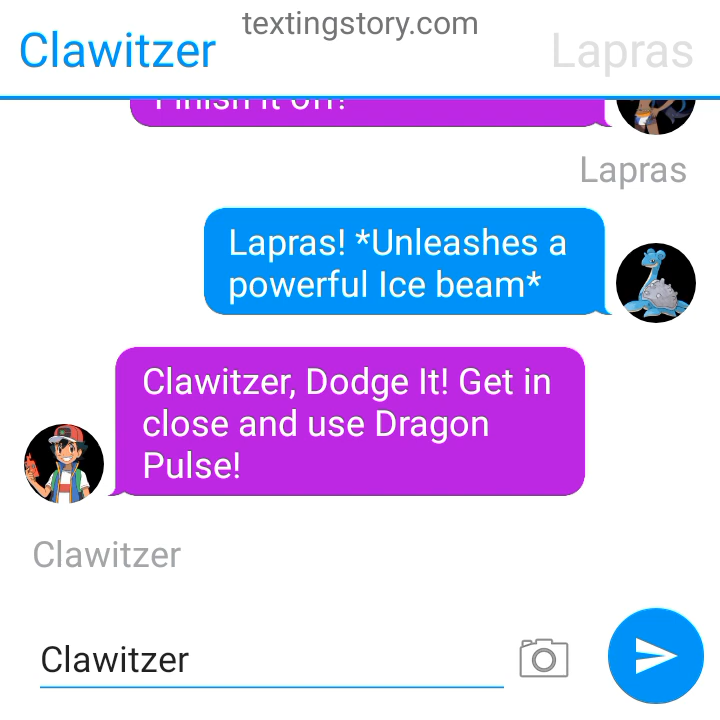 textingstory.com
Clawitzer
Lapras
Finish it off!
Lapras
Lapras! *Unleashes a
powerful Ice beam*
Clawitzer, Dodge It! Get in
close and use Dragon
Pulse!
Clawitzer
Clawitzer